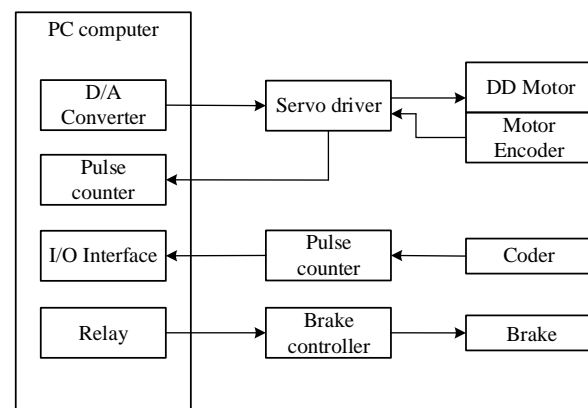 PC computer
D/A
Converter
Servo driver
DD Motor
Motor
Encoder
Pulse
counter
I/O Interface
Pulse
counter
Coder
Relay
Brake
controller
Brake